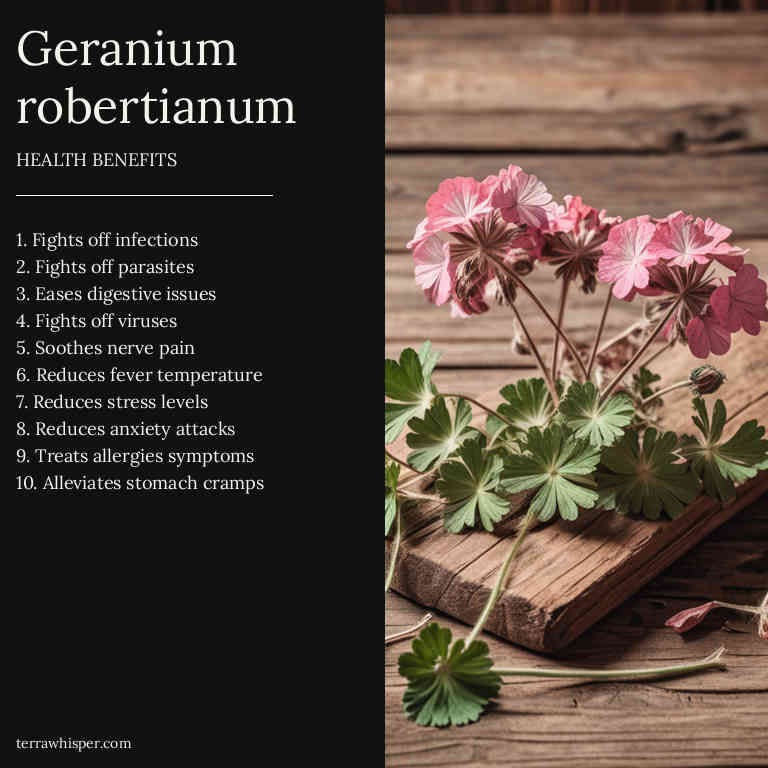 Geranium
robertianum
HEALTH BENEFITS
1. Fights off infections
2. Fights off parasites
3. Eases digestive issues
4. Fights off viruses
5. Soothes nerve pain
6. Reduces fever temperature
7. Reduces stress levels
8. Reduces anxiety attacks
9. Treats allergies symptoms
10. Alleviates stomach cramps
terrawhisper.com